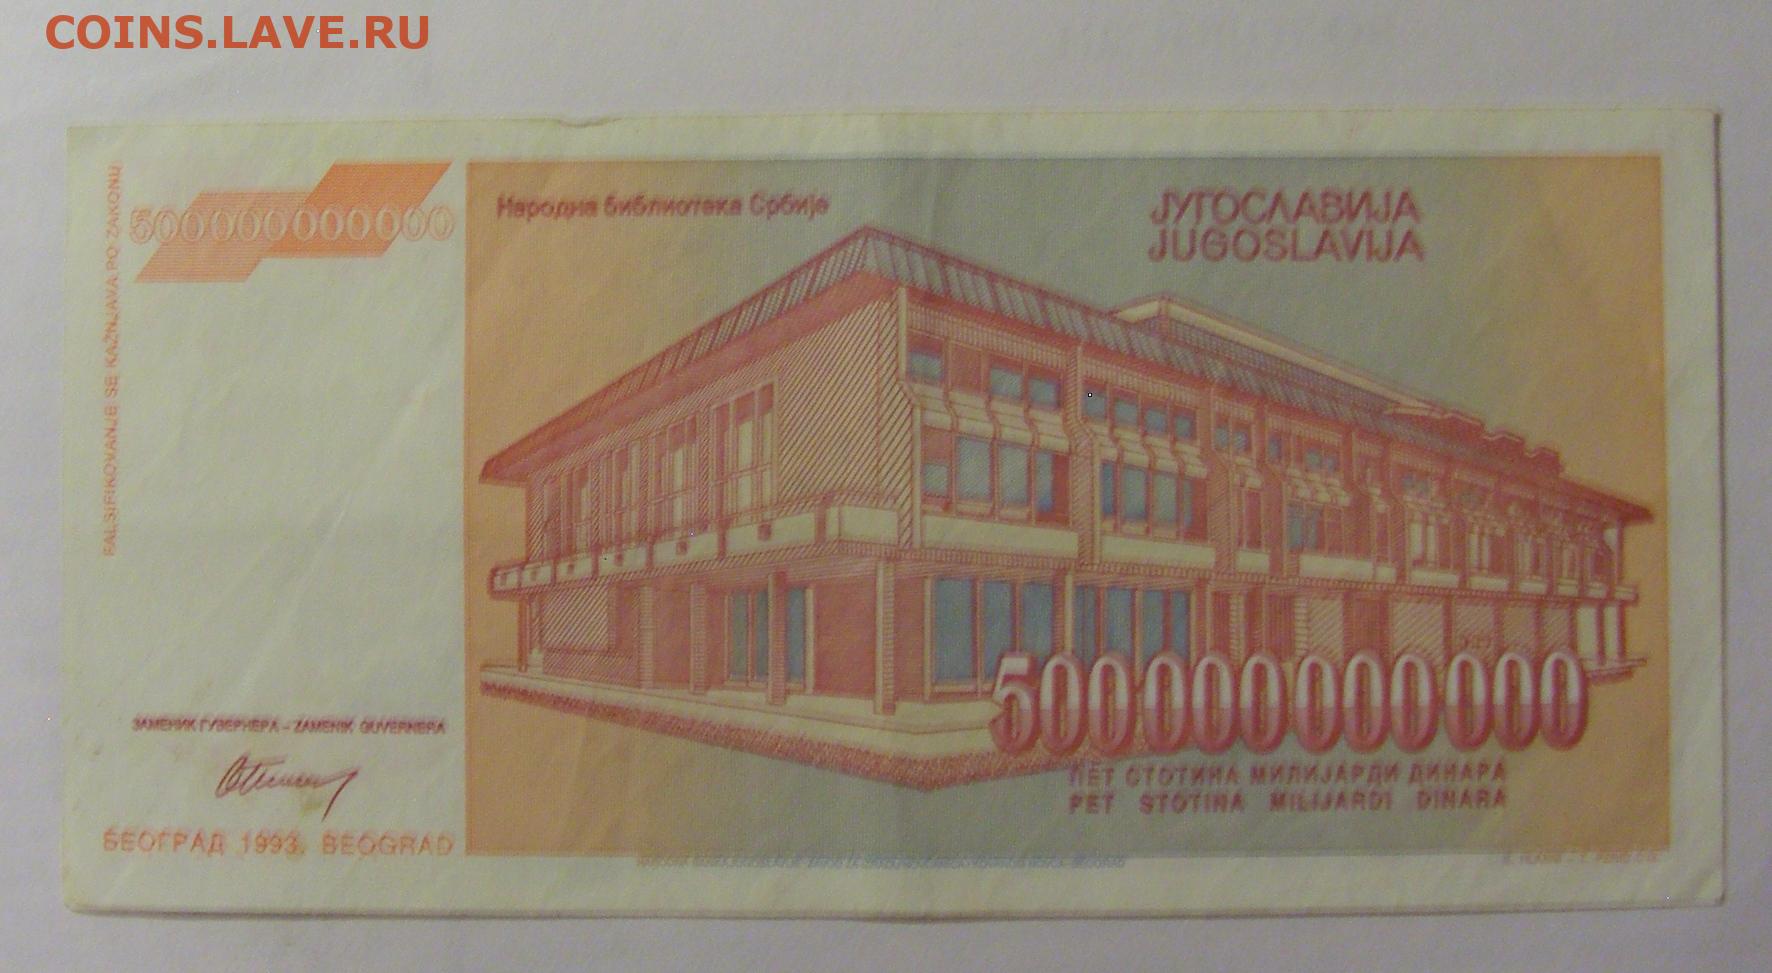 COINS.LAVE.RU
500000000000
FALSIFIKOVANJE SE KAŽNJAVA PO ZAKONU
Народна библиотека Србије
ЈУГОСЛАВИЈА
JUGOSLAVIJA
500000000000
ПЕТ СТОТИНА МИЛИЈАРДИ ДИНАРА
PET STOTINA MILIJARDI DINARA
ЗАМЕНИК ГУВЕРНЕРА - ZAMENIK GUVERNERA
БЕОГРАД 1993. BEOGRAD